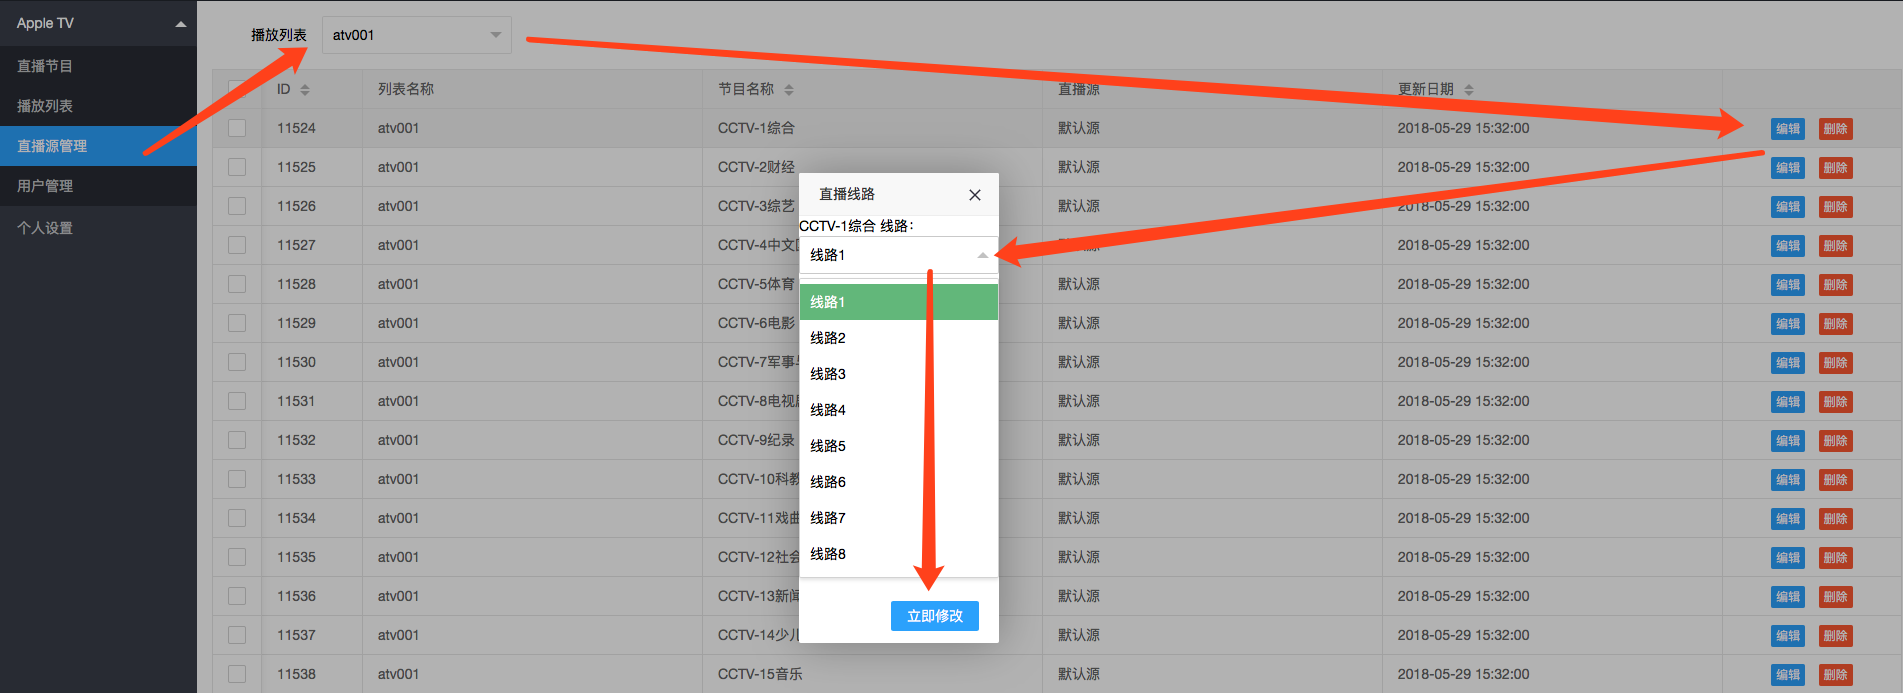 Apple TV
直播节目
播放列表
直播源管理
用户管理
个人设置
播放列表 atv001
ID 列表名称 节目名称 直播源 更新日期
11524 atv001 CCTV-1综合 默认源 2018-05-29 15:32:00 编辑 删除
11525 atv001 CCTV-2财经 默认源 2018-05-29 15:32:00 编辑 删除
11526 atv001 CCTV-3综艺 默认源 2018-05-29 15:32:00 编辑 删除
11527 atv001 CCTV-4中文 默认源 2018-05-29 15:32:00 编辑 删除
11528 atv001 CCTV-5体育 默认源 2018-05-29 15:32:00 编辑 删除
11529 atv001 CCTV-6电影 默认源 2018-05-29 15:32:00 编辑 删除
11530 atv001 CCTV-7军事 默认源 2018-05-29 15:32:00 编辑 删除
11531 atv001 CCTV-8电视 默认源 2018-05-29 15:32:00 编辑 删除
11532 atv001 CCTV-9纪录 默认源 2018-05-29 15:32:00 编辑 删除
11533 atv001 CCTV-10科教 默认源 2018-05-29 15:32:00 编辑 删除
11534 atv001 CCTV-11戏曲 默认源 2018-05-29 15:32:00 编辑 删除
11535 atv001 CCTV-12社会 默认源 2018-05-29 15:32:00 编辑 删除
11536 atv001 CCTV-13新闻 默认源 2018-05-29 15:32:00 编辑 删除
11537 atv001 CCTV-14少儿 默认源 2018-05-29 15:32:00 编辑 删除
11538 atv001 CCTV-15音乐 默认源 2018-05-29 15:32:00 编辑 删除
直播线路
CCTV-1综合 线路：
线路1
线路1
线路2
线路3
线路4
线路5
线路6
线路7
线路8
立即修改